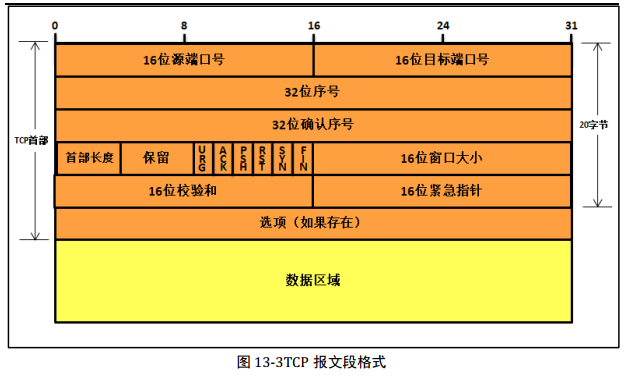 0 8 16 24 31
16位源端口号 16位目标端口号
32位序号
TCP首部 20字节
32位确认序号
首部长度 保留 URG ACK PSH RST SYN FIN 16位窗口大小
16位校验和 16位紧急指针
选项（如果存在）
数据区域
图 13-3TCP 报文段格式